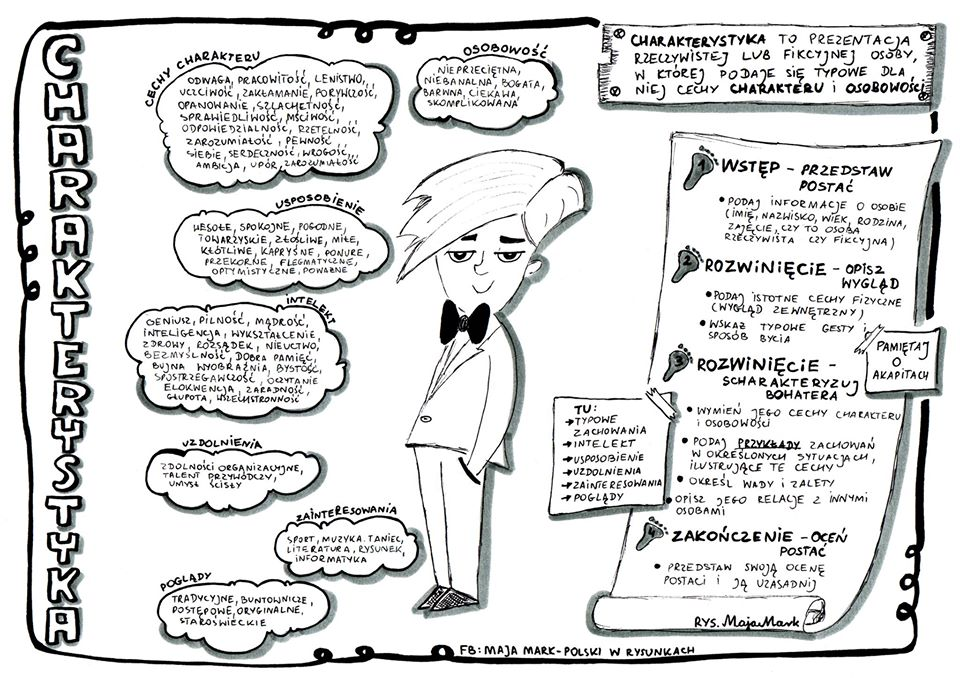 CHARAKTERYSTYKA
CECHY CHARAKTERU
ODWAGA, PRACOWITOŚĆ, LENISTWO,
UCZCIWOŚĆ, ZAKŁAMANIE, PORYWCZOŚĆ,
OPANOWANIE, SZLACHETNOŚĆ,
SPRAWIEDLIWOŚĆ, MŚCIWOŚĆ,
ODPOWIEDZIALNOŚĆ, RZETELNOŚĆ,
ZAROZUMIAŁOŚĆ, PEWNOŚĆ
SIEBIE, SERDECZNOŚĆ, WROGOŚĆ,
AMBICJA, UPÓR, ZAROZUMIAŁOŚĆ
OSOBOWOŚĆ
NIEPRZECIĘTNA,
NIEBANALNA, BOGATA,
BARWNA, CIEKAWA,
SKOMPLIKOWANA
USPOSOBIENIE
WESOŁE, SPOKOJNE, POGODNE,
TOWARZYSKIE, ZŁOŚLIWE, MIŁE,
KŁÓTLIWE, KAPRYŚNE, PONURE,
PRZEKORNE, FLEGMATYCZNE,
OPTYMISTYCZNE, POWAŻNE
INTELEKT
GENIUSZ, PILNOŚĆ, MĄDROŚĆ,
INTELIGENCJA, WYKSZTAŁCENIE,
ZDROWY, ROZSĄDEK, NIEUCTWO,
BEZMYŚLNOŚĆ, DOBRA PAMIĘĆ,
BUJNA WYOBRAŹNIA, BYSTOŚĆ,
SPOSTRZEGAWCZOŚĆ, OCZYTANIE
ELOKWENCJA, ZARADNOŚĆ,
GŁUPOTA, WSZECHSTRONNOŚĆ
UZDOLNIENIA
ZDOLNOŚCI ORGANIZACYJNE,
TALENT PRZYWÓDCZY,
UMYSŁ ŚCISŁY
ZAINTERESOWANIA
SPORT, MUZYKA, TANIEC,
LITERATURA, RYSUNEK,
INFORMATYKA
POGLĄDY
TRADYCYJNE, BUNTOWNICZE,
POSTĘPOWE, ORYGINALNE,
STAROŚWIECKIE
CHARAKTERYSTYKA TO PREZENTACJA
RZECZYWISTEJ LUB FIKCYJNEJ OSOBY,
W KTÓREJ PODAJE SIĘ TYPOWE DLA
NIEJ CECHY CHARAKTERU I OSOBOWOŚCI
1 WSTĘP - PRZEDSTAW
POSTAĆ
• PODAJ INFORMACJE O OSOBIE
(IMIĘ, NAZWISKO, WIEK, RODZINA,
ZAJĘCIE, CZY TO OSOBA
RZECZYWISTA CZY FIKCYJNA)
2 ROZWINIĘCIE - OPISZ
WYGLĄD
• PODAJ ISTOTNE CECHY FIZYCZNE
(WYGLĄD ZEWNĘTRZNY)
• WSKAŻ TYPOWE GESTY I
SPOSÓB BYCIA
PAMIĘTAJ
O
AKAPITACH
3 ROZWINIĘCIE -
SCHARAKTERYZUJ
BOHATERA
• WYMIEŃ JEGO CECHY CHARAKTERU
I OSOBOWOŚCI
• PODAJ PRZYKŁADY ZACHOWAŃ
W OKREŚLONYCH SYTUACJACH,
ILUSTRUJĄCE TE CECHY
• OKREŚL WADY I ZALETY
• OPISZ JEGO RELACJE Z INNYMI
OSOBAMI
TU:
→ TYPOWE
ZACHOWANIA
→ INTELEKT
→ USPOSOBIENIE
→ UZDOLNIENIA
→ ZAINTERESOWANIA
→ POGLĄDY
4 ZAKOŃCZENIE - OCEŃ
POSTAĆ
• PRZEDSTAW SWOJĄ OCENĘ
POSTACI I JĄ UZASADNIJ
RYS. Maja Mark
FB: MAJA MARK-POLSKI W RYSUNKACH